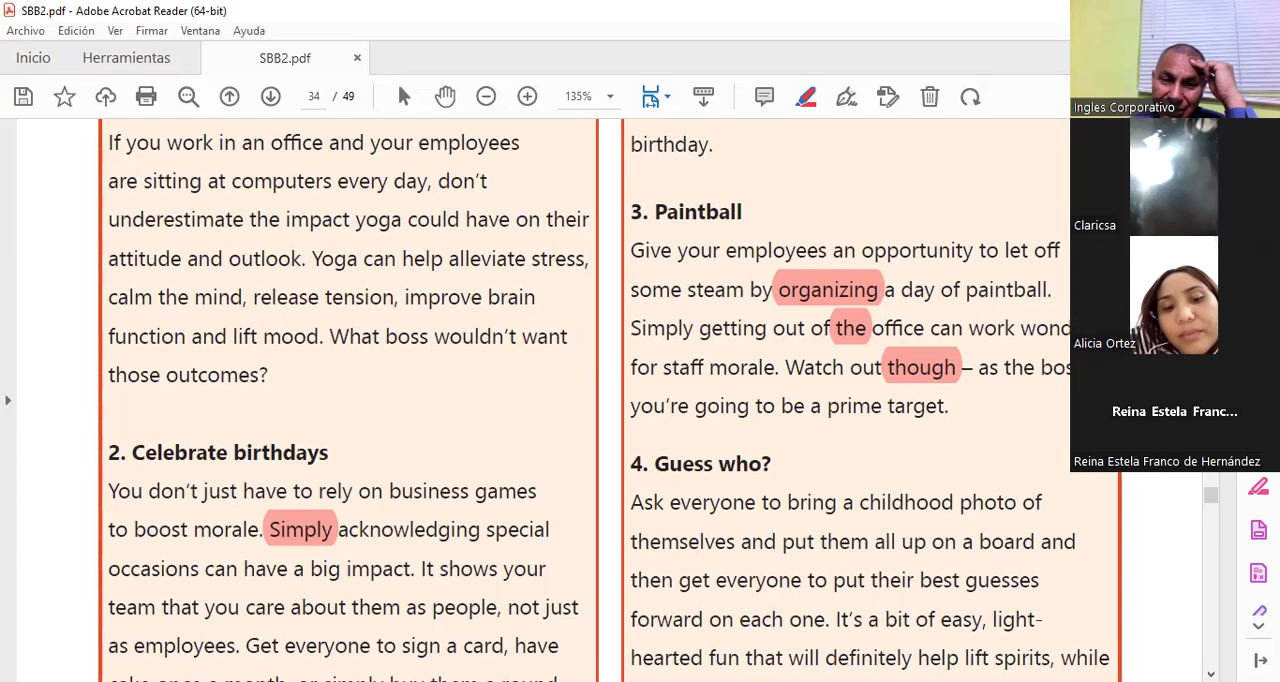 SBB2.pdf - Adobe Acrobat Reader (64-bit)
Archivo Edición Ver Firmar Ventana Ayuda
Inicio Herramientas SBB2.pdf ×
34 / 49 135%
If you work in an office and your employees
are sitting at computers every day, don't
underestimate the impact yoga could have on their
attitude and outlook. Yoga can help alleviate stress,
calm the mind, release tension, improve brain
function and lift mood. What boss wouldn't want
those outcomes?
2. Celebrate birthdays
You don't just have to rely on business games
to boost morale. Simply acknowledging special
occasions can have a big impact. It shows your
team that you care about them as people, not just
as employees. Get everyone to sign a card, have
cake once a month, or simply buy them a round
birthday.
3. Paintball
Give your employees an opportunity to let off
some steam by organizing a day of paintball.
Simply getting out of the office can work wond
for staff morale. Watch out though – as the bos
you're going to be a prime target.
4. Guess who?
Ask everyone to bring a childhood photo of
themselves and put them all up on a board and
then get everyone to put their best guesses
forward on each one. It's a bit of easy, light-
hearted fun that will definitely help lift spirits, while
Ingles Corporativo
Claricsa
Alicia Ortez
Reina Estela Franc...
Reina Estela Franco de Hernández